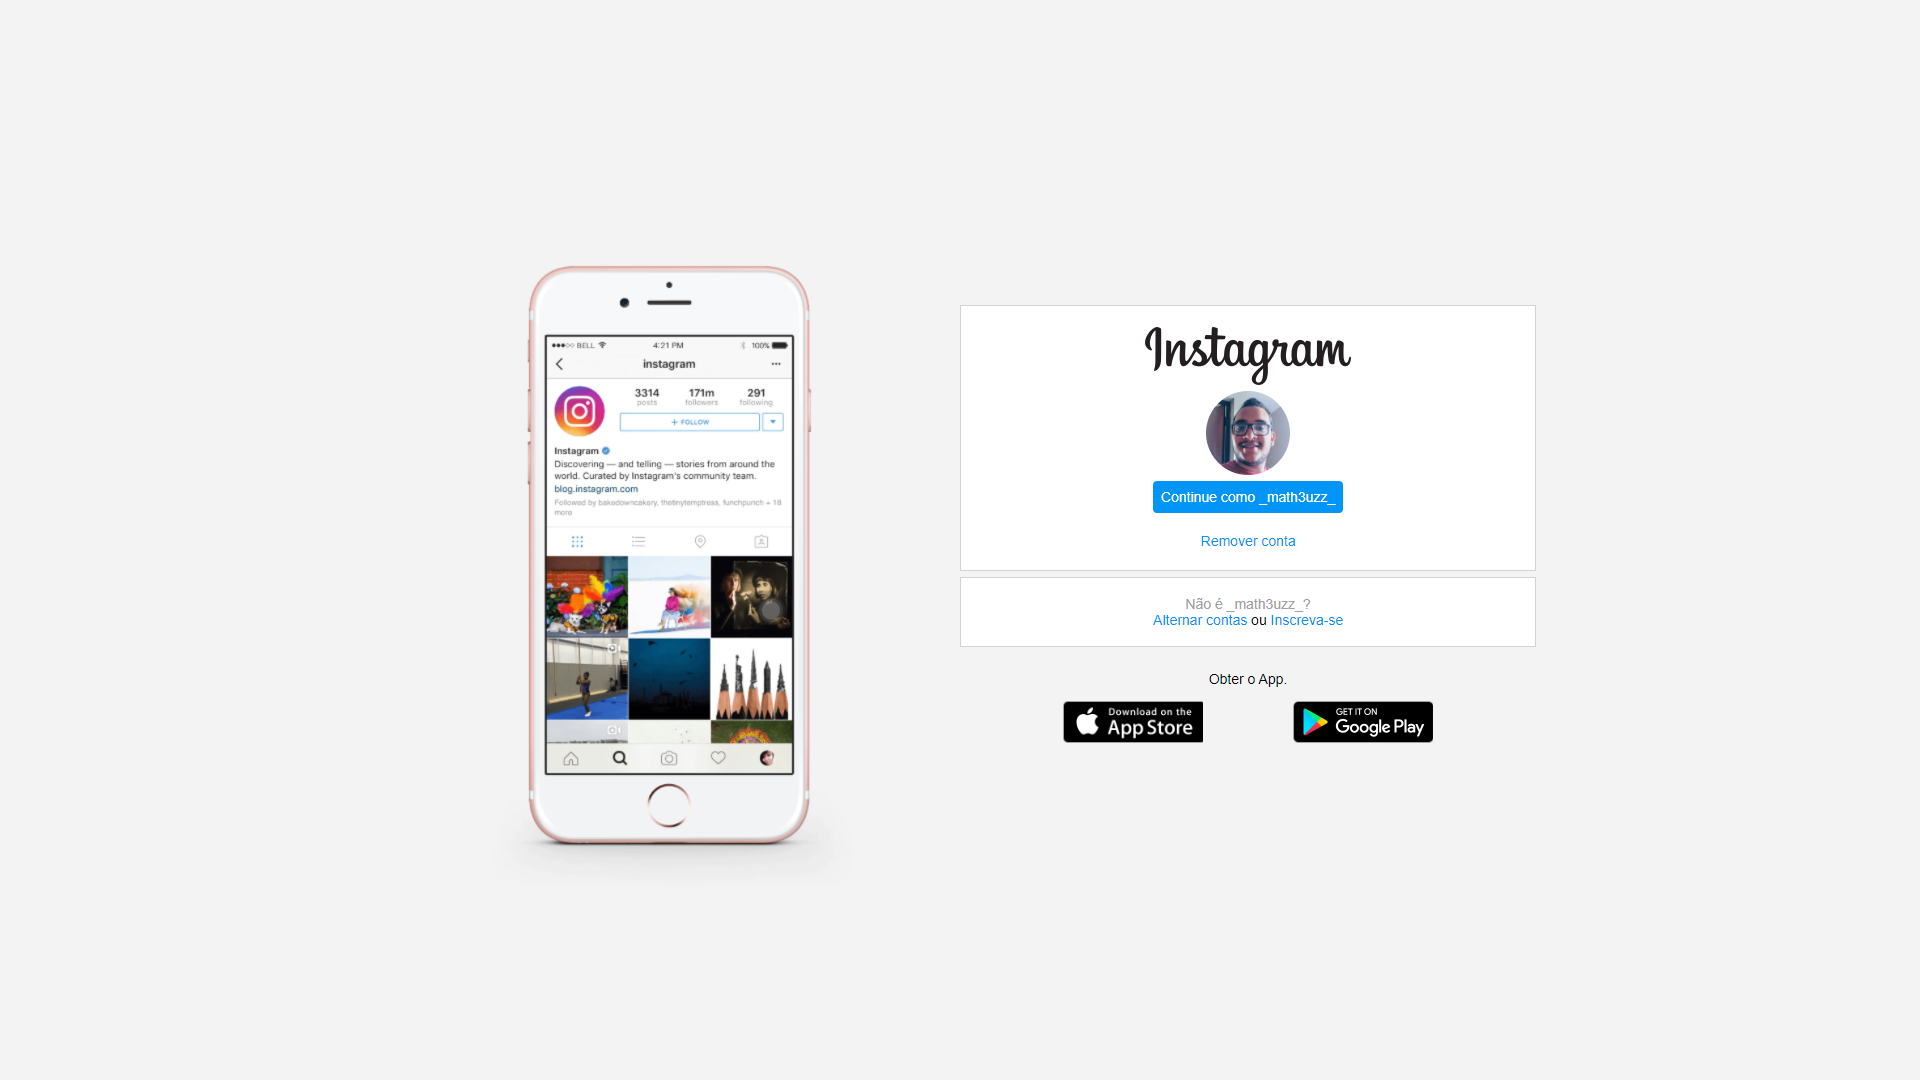 BELL
4:21 PM
100%
instagram
3314
posts
171m
followers
291
following
+ FOLLOW
Instagram
Discovering — and telling — stories from around the
world. Curated by Instagram's community team.
blog.instagram.com
Followed by bakedowncakery, thetinytemptress, funchpunch + 18
more
Instagram
Continue como _math3uzz_
Remover conta
Não é _math3uzz_?
Alternar contas ou Inscreva-se
Obter o App.
Download on the
App Store
GET IT ON
Google Play